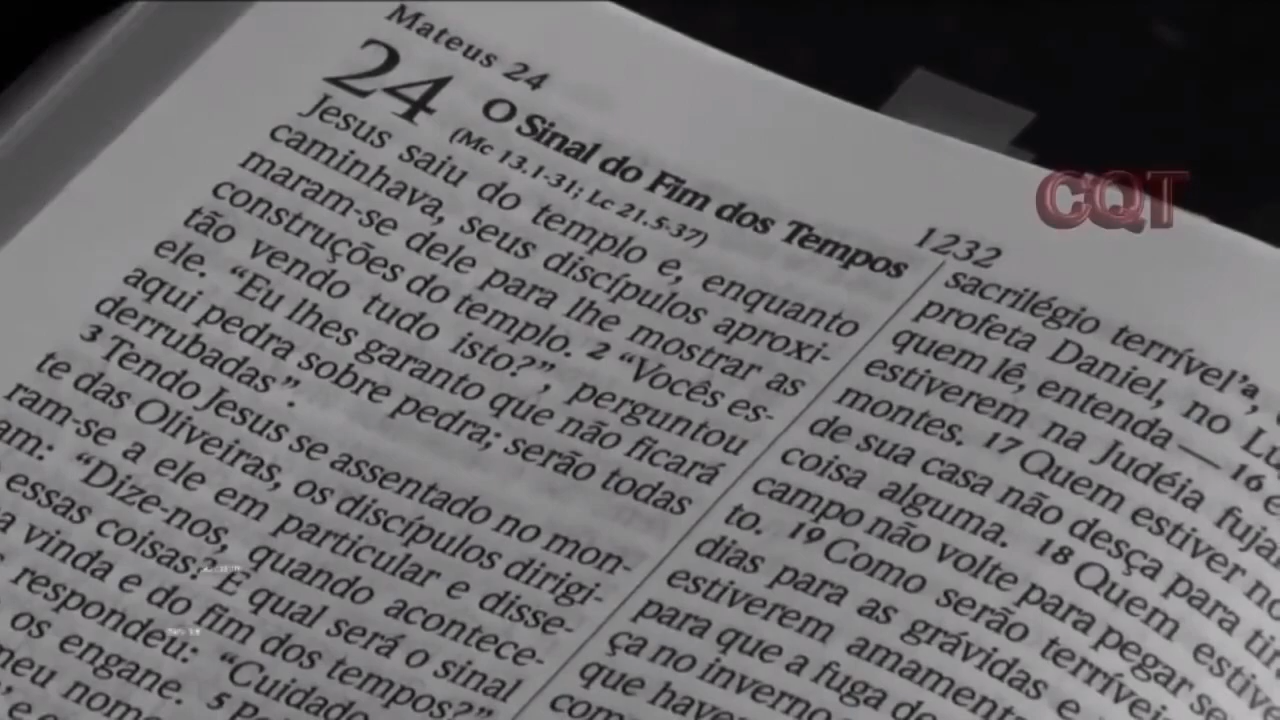 Mateus 24
24 O Sinal do Fim dos Tempos
(Mc 13.1-31; Lc 21.5-37)
Jesus saiu do templo e, enquanto
caminhava, seus discípulos aproxi-
maram-se dele para lhe mostrar as
construções do templo. 2 “Vocês es-
tão vendo tudo isto?”, perguntou
ele. “Eu lhes garanto que não ficará
aqui pedra sobre pedra; serão todas
derrubadas”.
3 Tendo Jesus se assentado no mon-
te das Oliveiras, os discípulos dirigi-
ram-se a ele em particular e disse-
am: “Dize-nos, quando acontece-
essas coisas? E qual será o sinal
vinda e do fim dos tempos?”
responde: “Cuidado
os engane. 5
meu nome
1232
sacrilégio terrível”a,
profeta Daniel, no
quem lê, entenda — 16
estiverem na Judéia fuja
montes. 17 Quem estiver no
de sua casa não desça para
coisa alguma. 18 Quem
campo não volte para pegar
to. 19 Como serão
dias para as grávidas e
estiverem
para que a fuga
ça no inverno
que
CQT